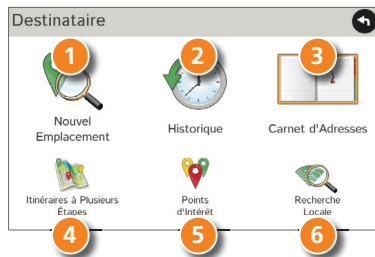 Destinataire
1 2 3
Nouvel
Emplacement
Historique
Carnet d'Adresses
Itinéraires à Plusieurs
Étapes
Points
d'Intérêt
Recherche
Locale
4 5 6